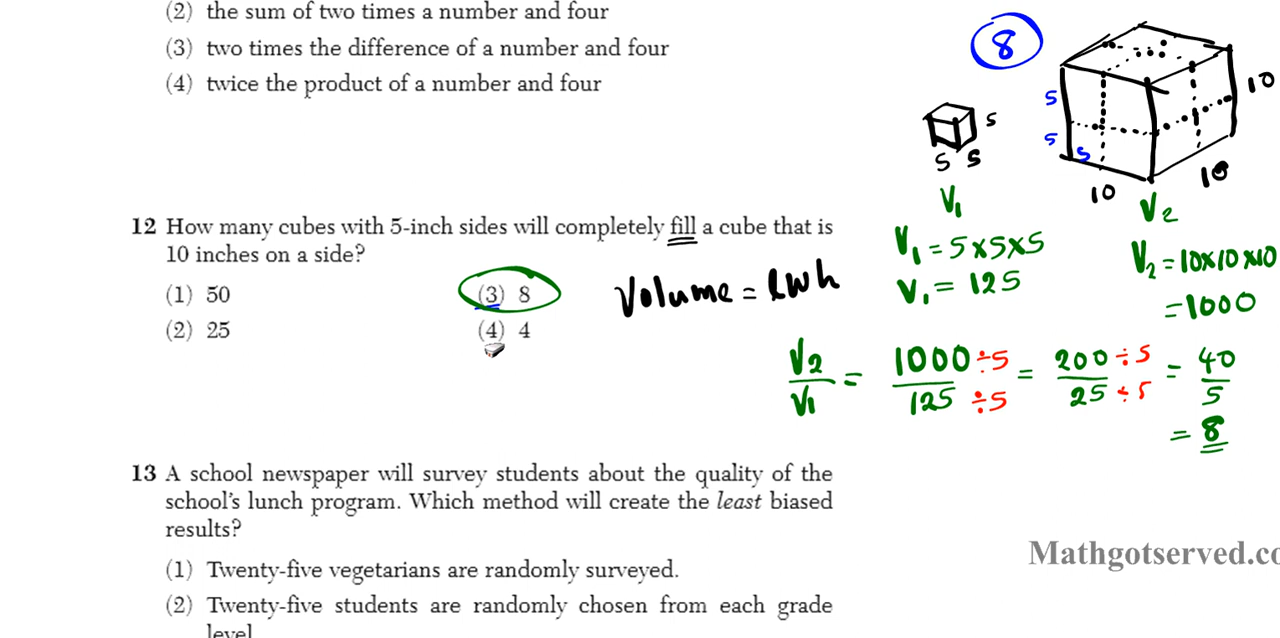 (2) the sum of two times a number and four
(3) two times the difference of a number and four
(4) twice the product of a number and four
8
5
5 5
V1
5
5
5
10
10
10
V2
12 How many cubes with 5-inch sides will completely fill a cube that is
10 inches on a side?
(1) 50
(3) 8
(2) 25
(4) 4
Volume = lwh
V1 = 5×5×5
V1 = 125
V2 = 10×10×10
= 1000
V2/V1 = 1000÷5/125÷5 = 200÷5/25÷5 = 40/5
= 8
13 A school newspaper will survey students about the quality of the
school's lunch program. Which method will create the least biased
results?
(1) Twenty-five vegetarians are randomly surveyed.
(2) Twenty-five students are randomly chosen from each grade
level
Mathgotserved.co